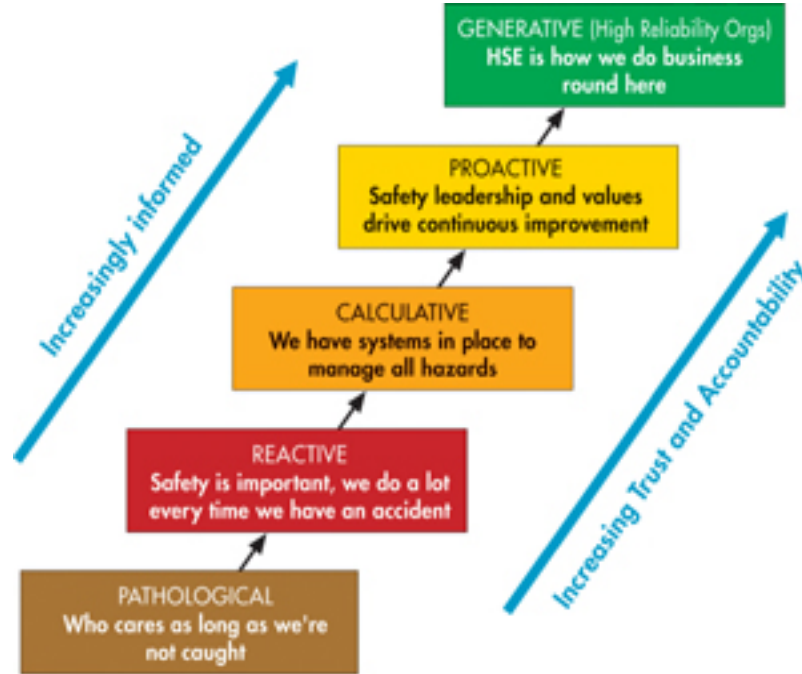 GENERATIVE (High Reliability Orgs)
HSE is how we do business
round here
PROACTIVE
Safety leadership and values
drive continuous improvement
CALCULATIVE
We have systems in place to
manage all hazards
REACTIVE
Safety is important, we do a lot
every time we have an accident
PATHOLOGICAL
Who cares as long as we're
not caught
Increasingly informed
Increasing Trust and Accountability